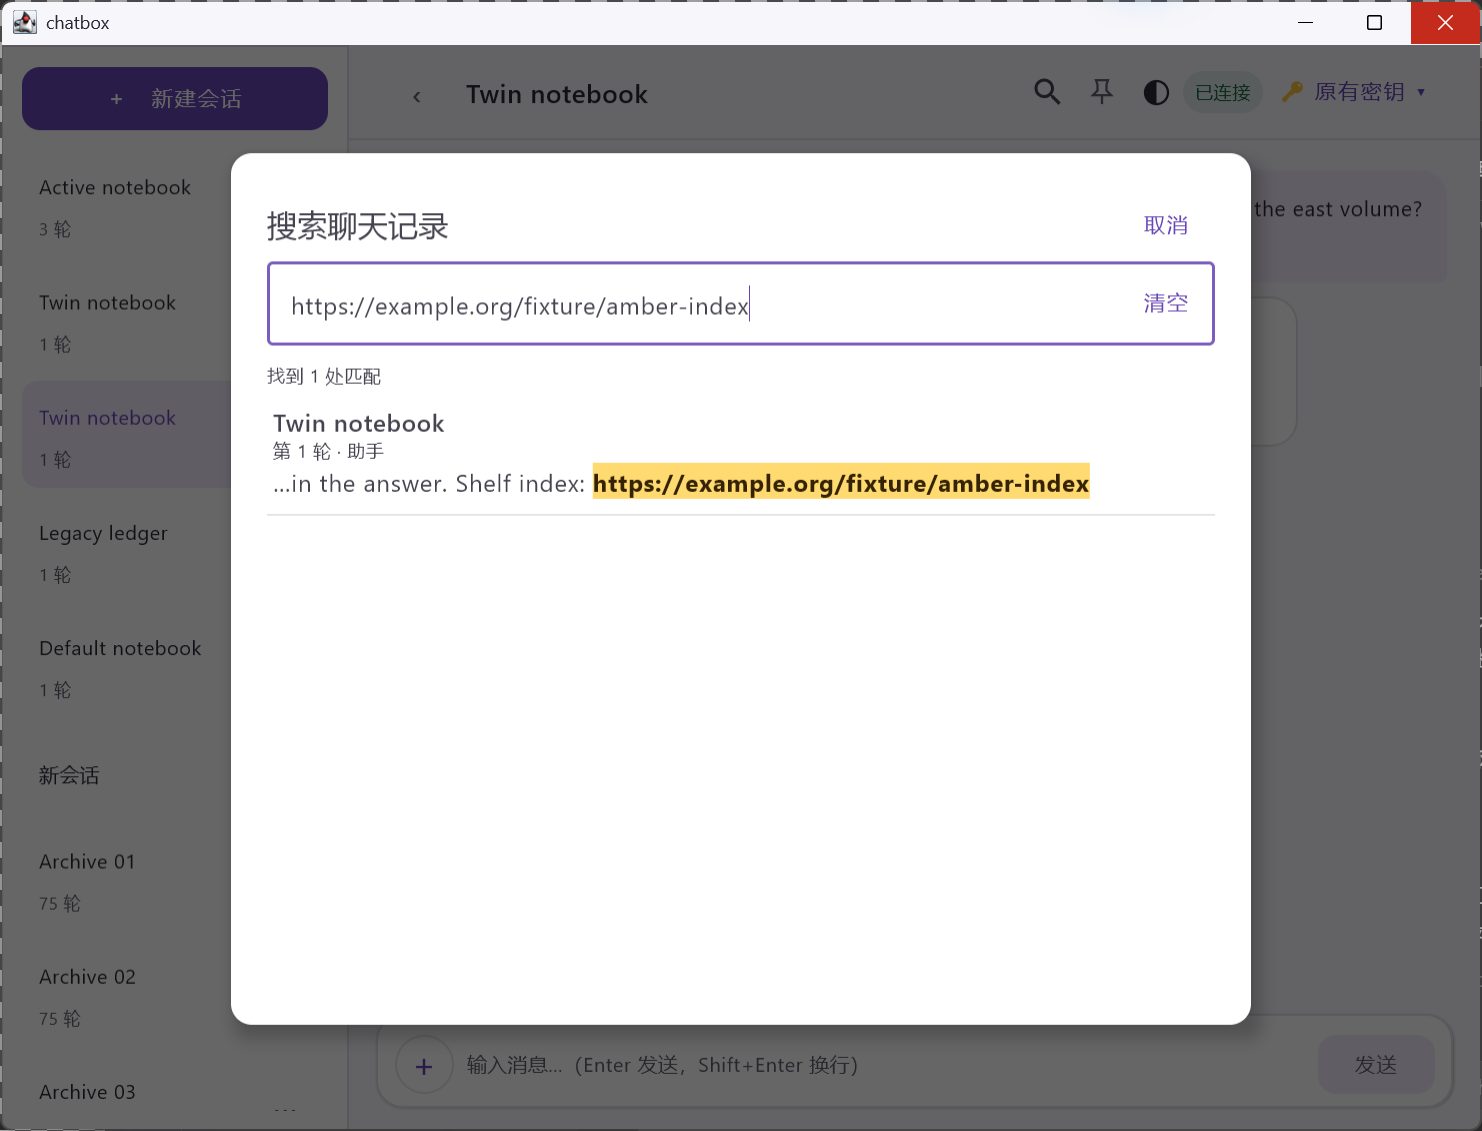 chatbox
+ 新建会话
Twin notebook
已连接
原有密钥
Active notebook
3 轮
Twin notebook
1 轮
Twin notebook
1 轮
Legacy ledger
1 轮
Default notebook
1 轮
新会话
Archive 01
75 轮
Archive 02
75 轮
Archive 03
...
the east volume?
搜索聊天记录
取消
https://example.org/fixture/amber-index
清空
找到 1 处匹配
Twin notebook
第 1 轮 · 助手
...in the answer. Shelf index: https://example.org/fixture/amber-index
+
输入消息... (Enter 发送, Shift+Enter 换行)
发送